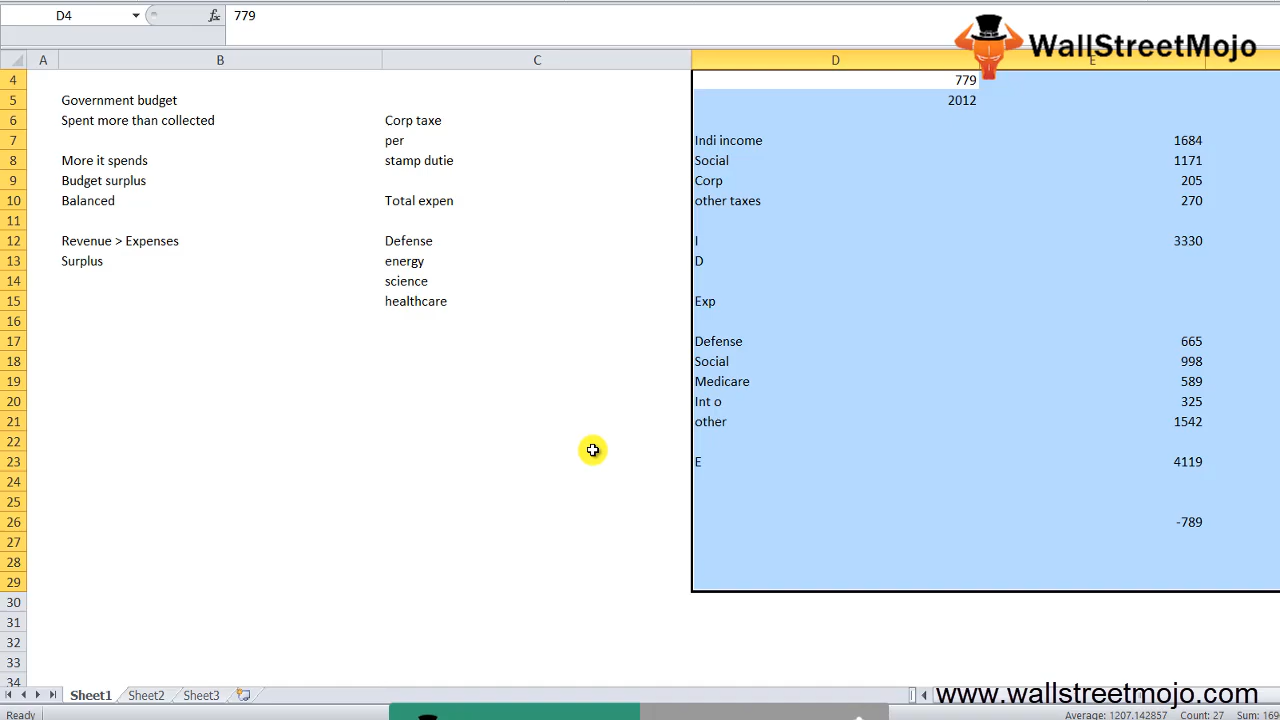 D4 fx 779
WallStreetMojo
A B C D E
4 779
5 Government budget 2012
6 Spent more than collected Corp taxe
7 per Indi income 1684
8 More it spends stamp dutie Social 1171
9 Budget surplus Corp 205
10 Balanced Total expen other taxes 270
11
12 Revenue > Expenses Defense I 3330
13 Surplus energy D
14 science
15 healthcare Exp
16
17 Defense 665
18 Social 998
19 Medicare 589
20 Int o 325
21 other 1542
22
23 E 4119
24
25
26 -789
27
28
29
30
31
32
33
34
Sheet1 Sheet2 Sheet3
www.wallstreetmojo.com
Ready Average: 1207.142857 Count: 27